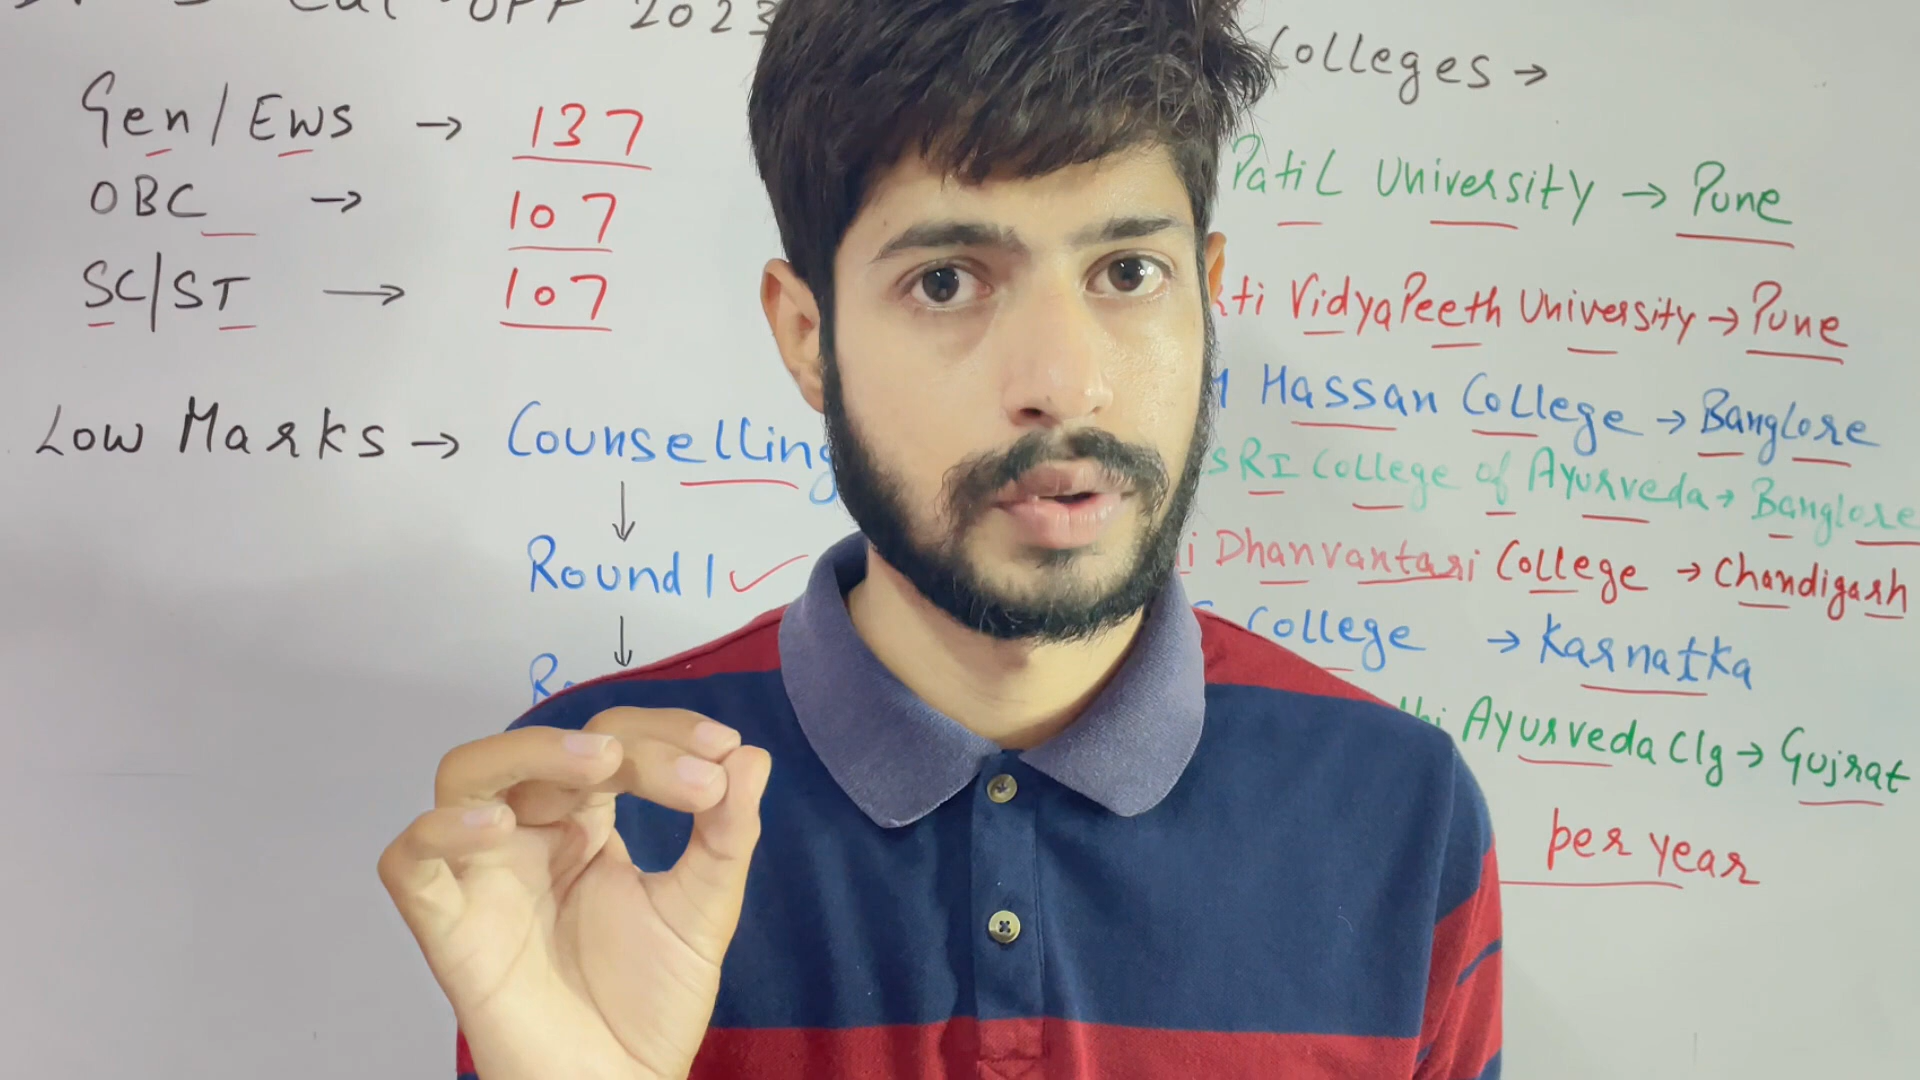 Cut OFF 2023
Gen/EWS → 137
OBC → 107
SC/ST → 107
Low Marks → Counselling
↓
Round 1 ✓
↓
Colleges →
Patil University → Pune
VidyaPeeth University → Pune
Hassan College → Banglore
SRI College of Ayurveda → Banglore
Dhanvantari College → Chandigarh
College → Karnatka
Ayurveda Clg → Gujrat
per year